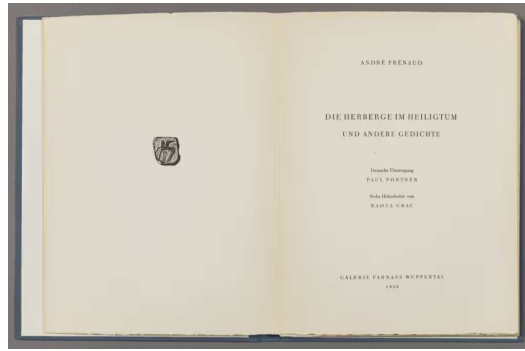 ANDRÉ FRÉNAUD
DIE HERBERGE IM HEILIGTUM
UND ANDERE GEDICHTE
Deutsche Übertragung
PAUL PÖRTNER
Sechs Holzschnitte von
RAOUL UBAC
GALERIE PARNASS WUPPERTAL
1959